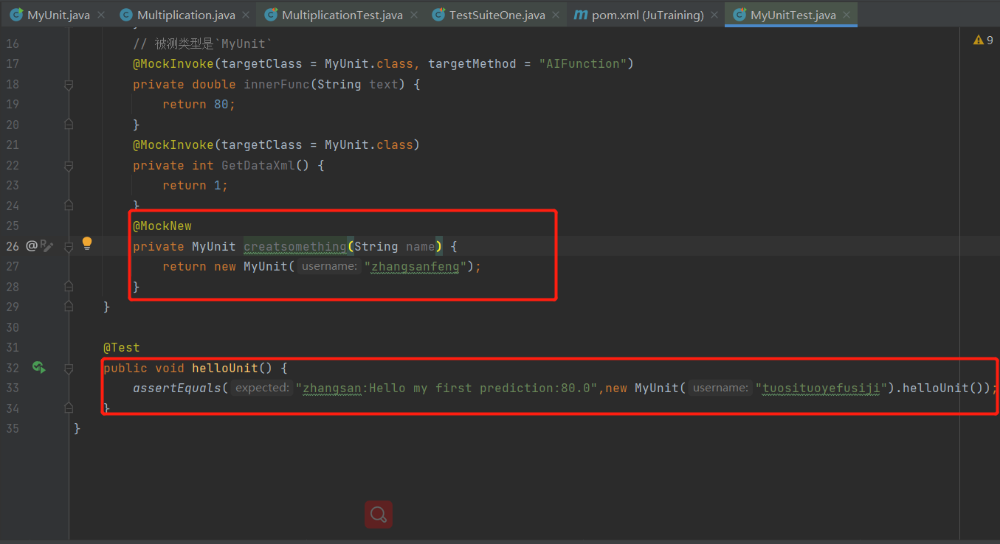 MyUnit.java Multiplication.java MultiplicationTest.java TestSuiteOne.java pom.xml (JuTraining) MyUnitTest.java
9
16 // 被测类型是`MyUnit`
17 @MockInvoke(targetClass = MyUnit.class, targetMethod = "AIFunction")
18 private double innerFunc(String text) {
19 return 80;
20 }
21 @MockInvoke(targetClass = MyUnit.class)
22 private int GetDataXml() {
23 return 1;
24 }
25 @MockNew
26 private MyUnit creatsomething(String name) {
27 return new MyUnit( username: "zhangsanfeng");
28 }
29 }
30
31 @Test
32 public void helloUnit() {
33 assertEquals( expected: "zhangsan:Hello my first prediction:80.0",new MyUnit( username: "tuosituoyefusiji").helloUnit());
34 }
35 }